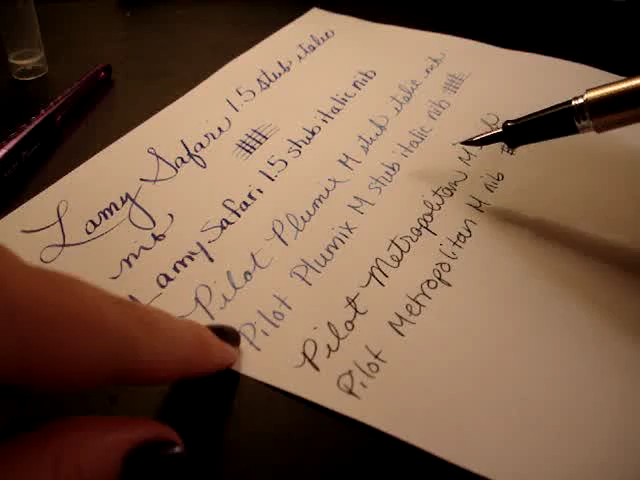 Lamy Safari 1.5 stub italic
nib
Lamy Safari 1.5 stub italic nib
Pilot Plumix M stub italic nib
Pilot Plumix M stub italic nib
Pilot Metropolitan M nib
Pilot Metropolitan M nib